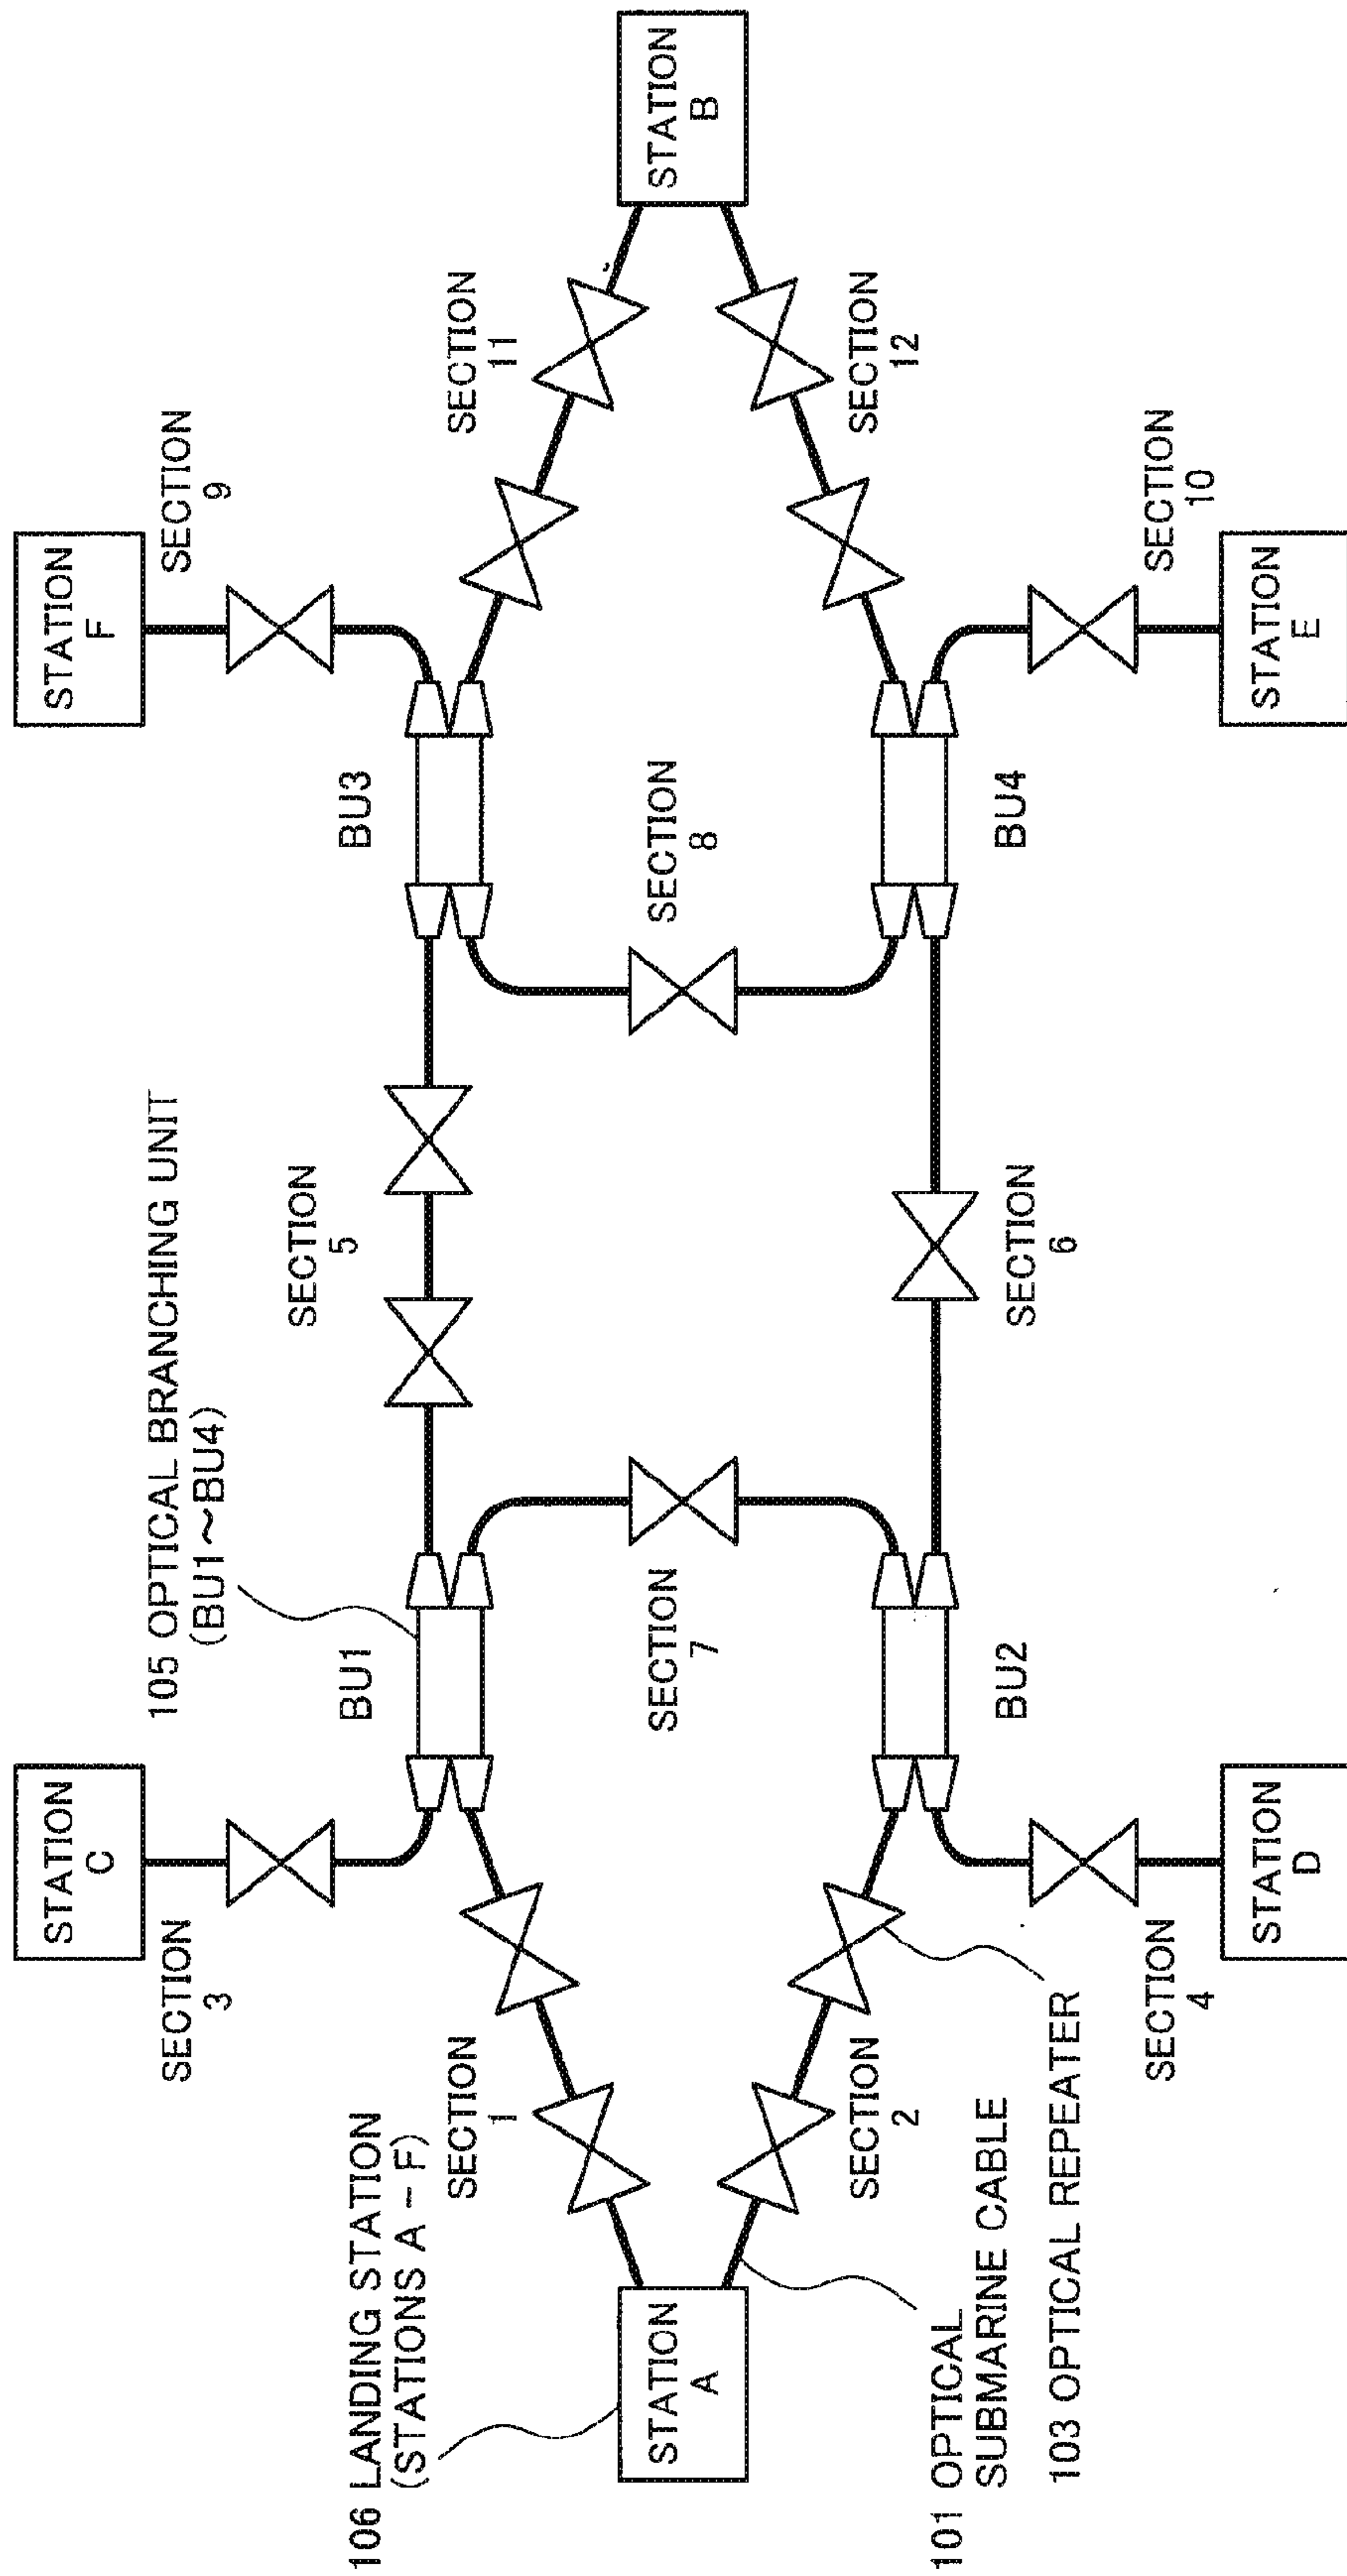 STATION
C
STATION
F
SECTION
3
SECTION
9
105 OPTICAL BRANCHING UNIT
(BU1~BU4)
106 LANDING STATION
(STATIONS A - F)
BU1
SECTION
5
BU3
SECTION
1
SECTION
11
STATION
A
SECTION
7
SECTION
8
STATION
B
SECTION
2
SECTION
12
101 OPTICAL
SUBMARINE CABLE
BU2
SECTION
6
BU4
103 OPTICAL REPEATER
SECTION
4
SECTION
10
STATION
D
STATION
E